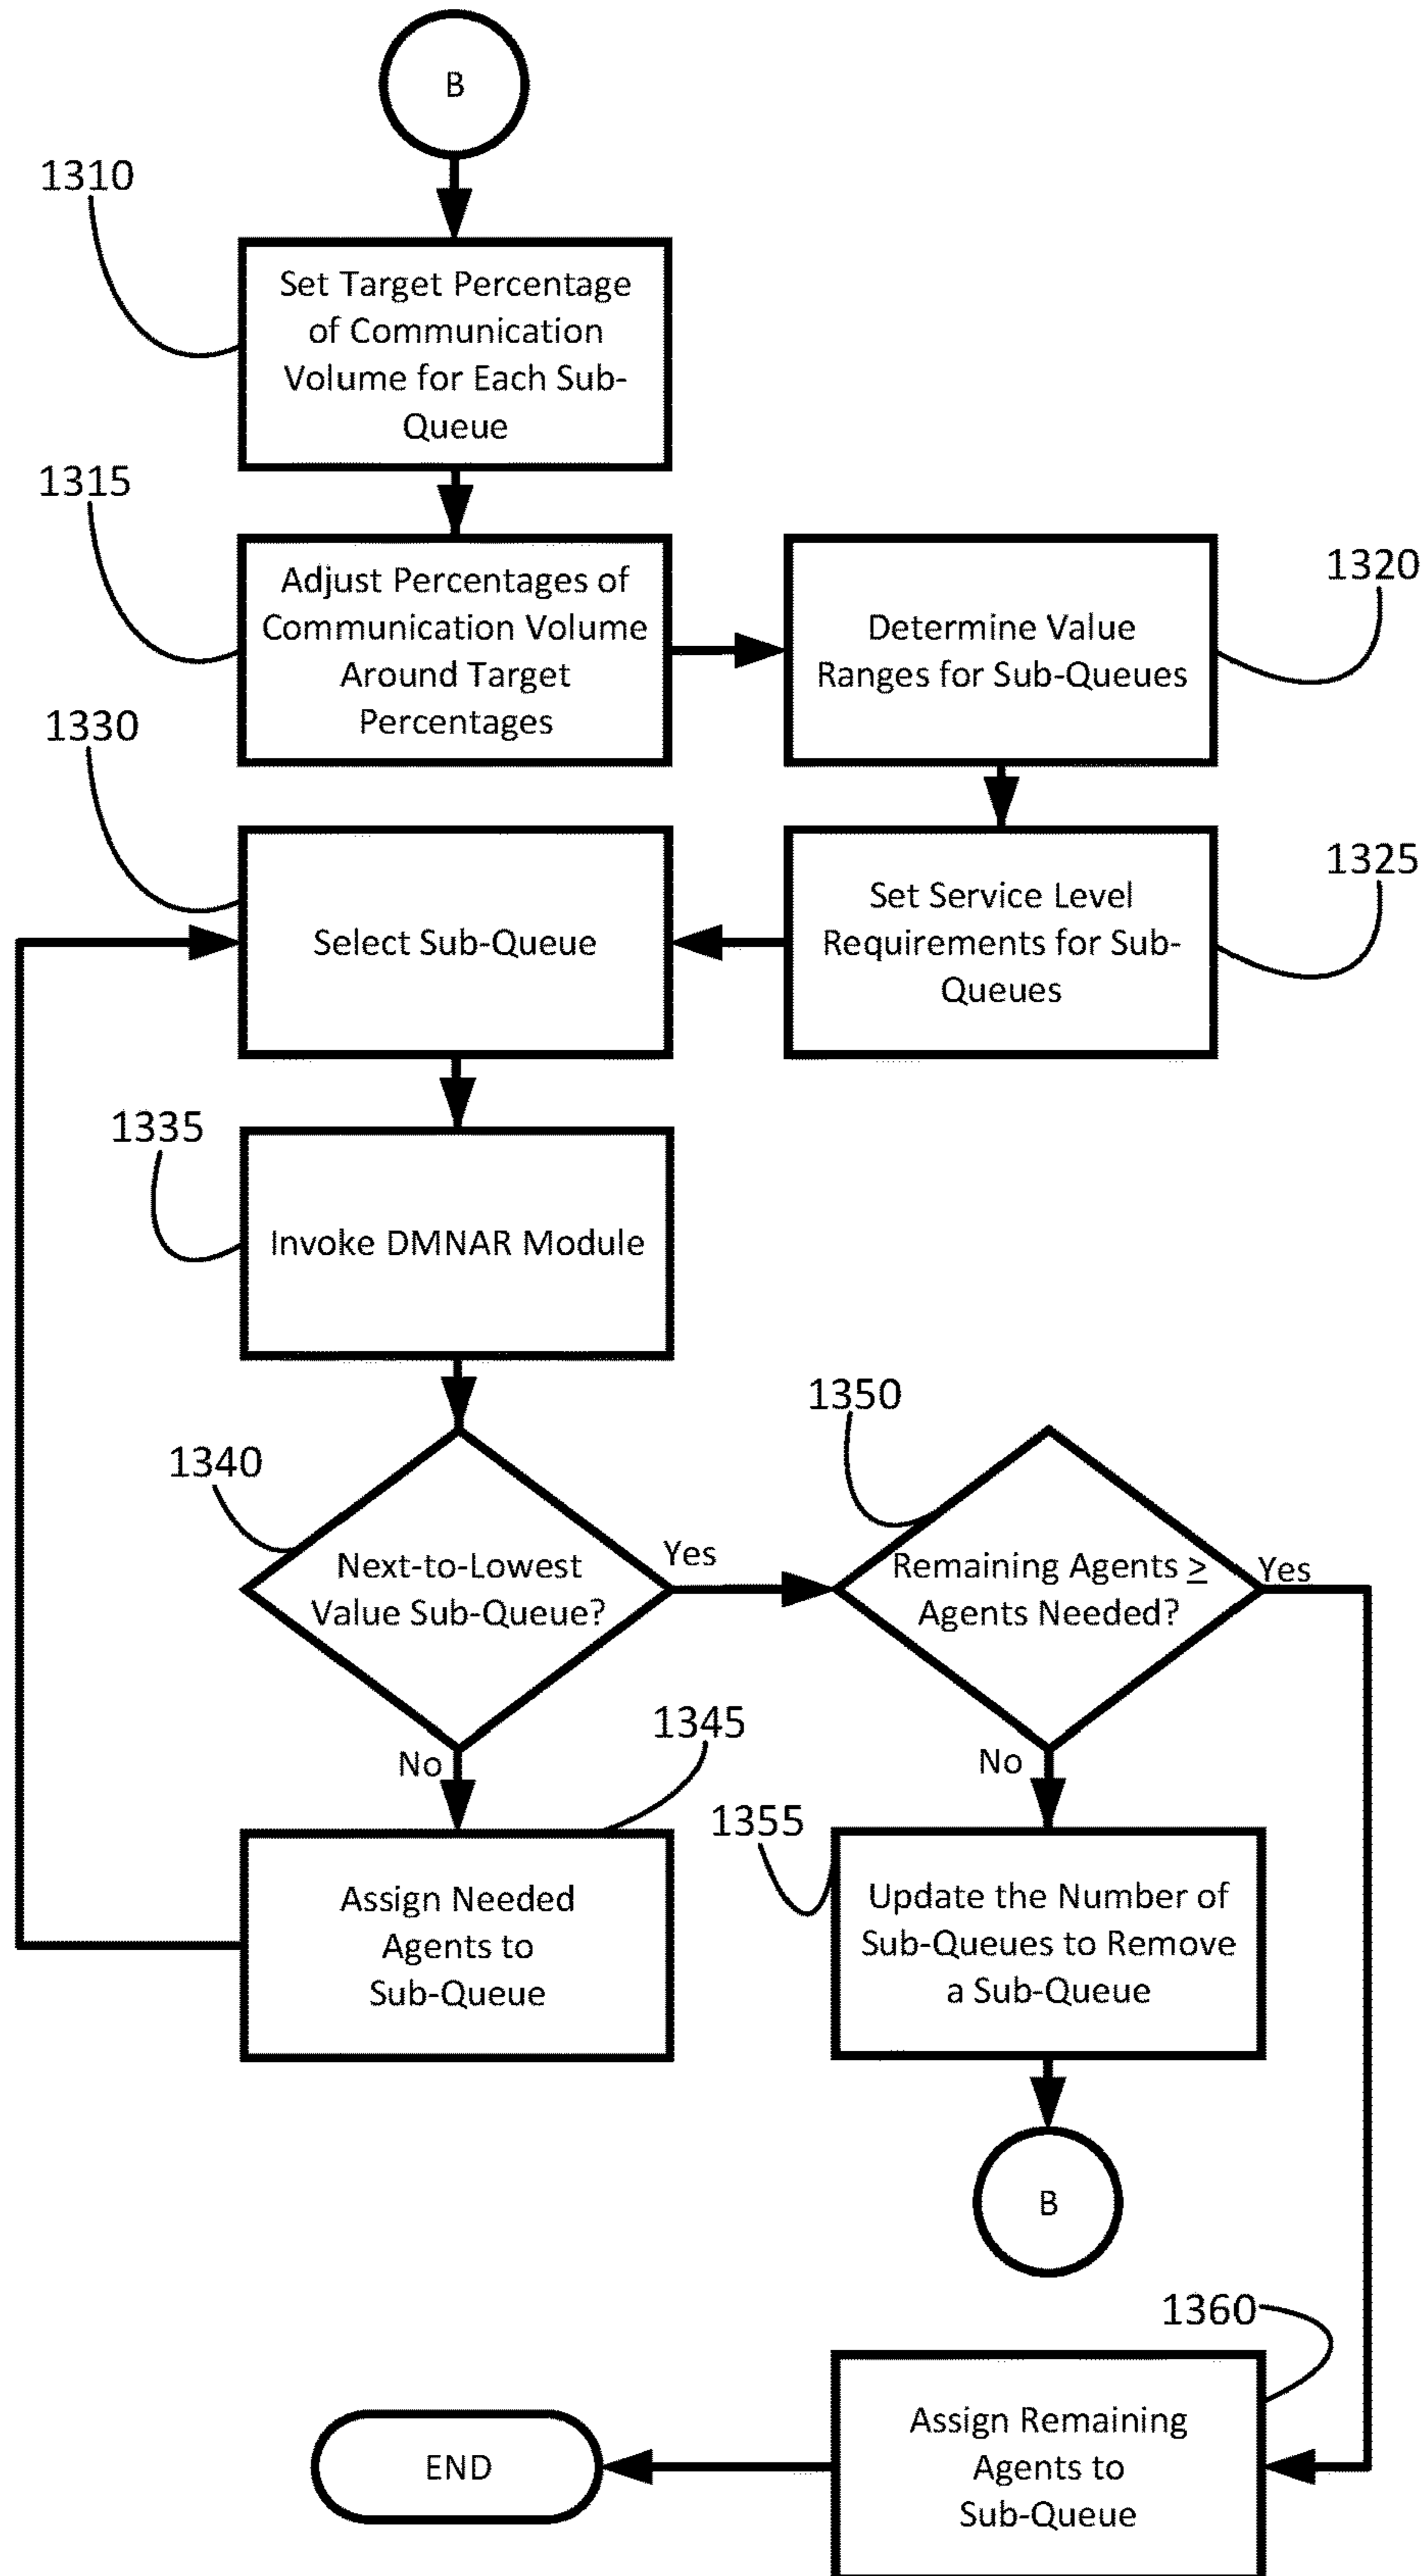 B
1310
Set Target Percentage
of Communication
Volume for Each Sub-
Queue
1315
Adjust Percentages of
Communication Volume
Around Target
Percentages
1320
Determine Value
Ranges for Sub-Queues
1325
Set Service Level
Requirements for Sub-
Queues
1330
Select Sub-Queue
1335
Invoke DMNAR Module
1340
Next-to-Lowest
Value Sub-Queue?
Yes
No
1345
Assign Needed
Agents to
Sub-Queue
1350
Remaining Agents ≥
Agents Needed?
Yes
No
1355
Update the Number of
Sub-Queues to Remove
a Sub-Queue
B
1360
Assign Remaining
Agents to
Sub-Queue
END